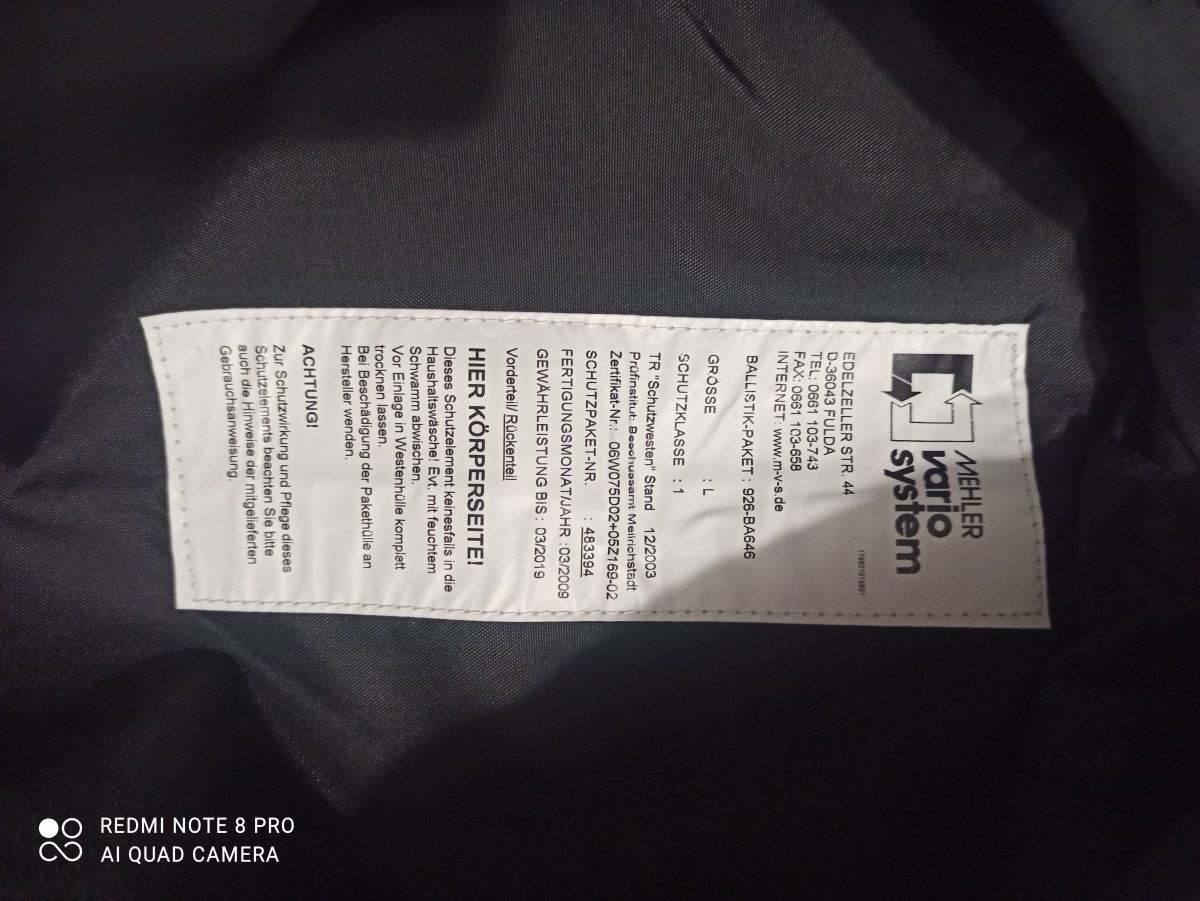 MEHLER
vario
system
178601013801
EDELZELLER STR. 44
D-36043 FULDA
TEL: 0661 103-743
FAX: 0661 103-658
INTERNET: www.m-v-s.de
BALLISTIK-PAKET : 926-BA646
GRÖSSE : L
SCHUTZKLASSE : 1
TR "Schutzwesten" Stand 12/2003
Prüfinstitut: Beschussamt Mellrichstadt
Zertifikat-Nr.: 06W075D02+05Z169-02
SCHUTZPAKET-NR. : 483394
FERTIGUNGSMONAT/JAHR :03/2009
GEWÄHRLEISTUNG BIS : 03/2019
Vorderteil/ Rückenteil
HIER KÖRPERSEITE!
Dieses Schutzelement keinesfalls in die
Haushaltswäsche! Evt. mit feuchtem
Schwamm abwischen.
Vor Einlage in Westenhülle komplett
trocknen lassen.
Bei Beschädigung der Pakethülle an
Hersteller wenden.
ACHTUNG!
Zur Schutzwirkung und Pflege dieses
Schutzelements beachten Sie bitte
auch die Hinweise der mitgelieferten
Gebrauchsanweisung.
REDMI NOTE 8 PRO
AI QUAD CAMERA